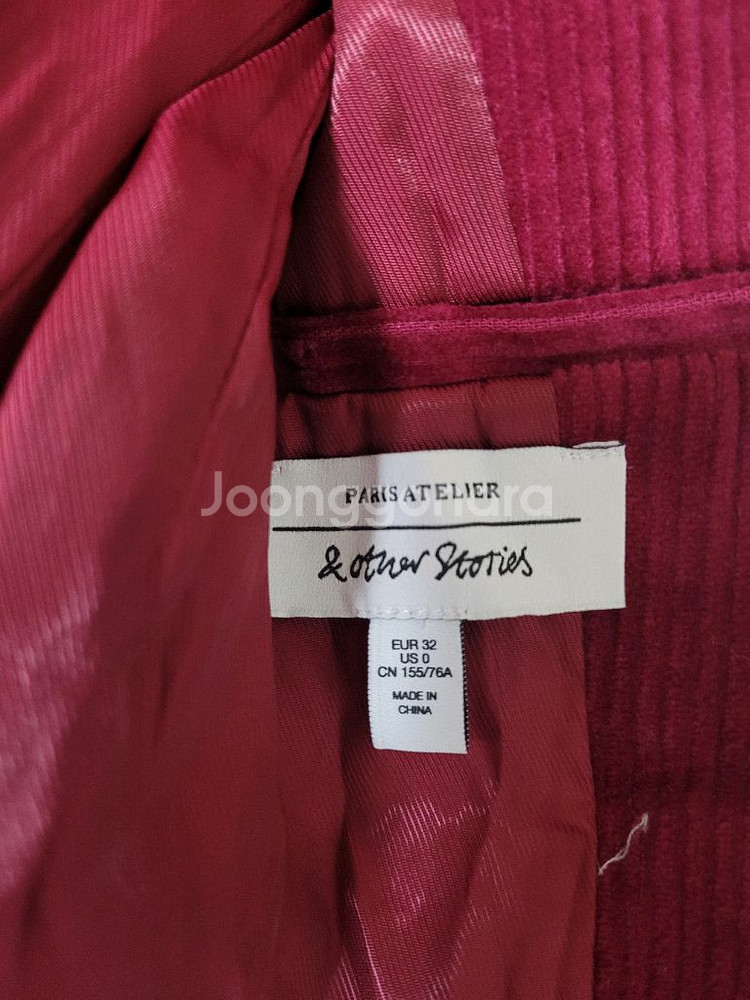 PARIS ATELIER
Joonggonara
& other Stories
EUR 32
US 0
CN 155/76A
MADE IN
CHINA